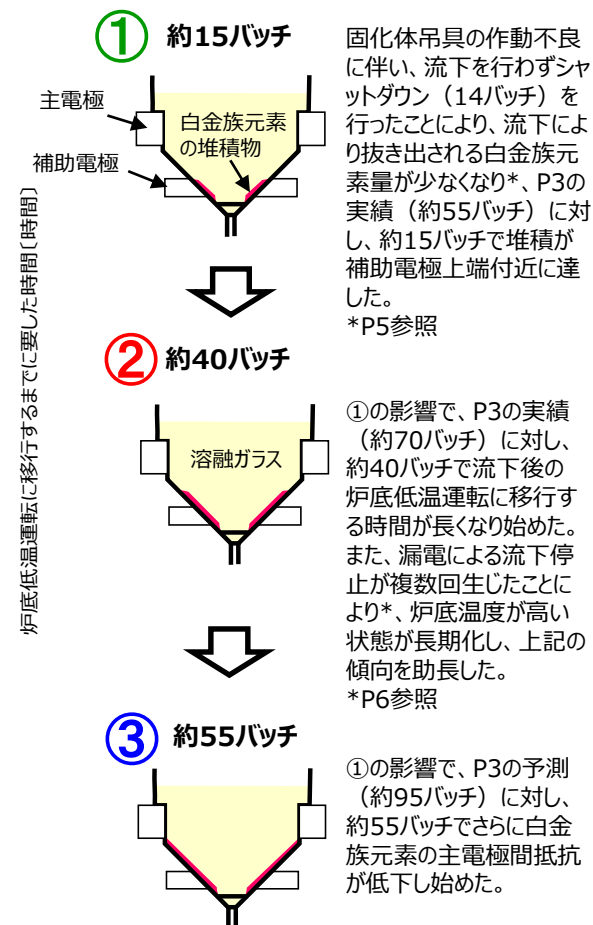 ① 約15バッチ
主電極
補助電極
白金族元素
の堆積物
固化体吊具の作動不良
に伴い、流下を行わずシャ
ットダウン（14バッチ）を
行ったことにより、流下によ
り抜き出される白金族元
素量が少なくなり*、P3の
実績（約55バッチ）に対
し、約15バッチで堆積が
補助電極上端付近に達
した。
*P5参照
炉底低温運転に移行するまでに要した時間〔時間〕
② 約40バッチ
溶融ガラス
①の影響で、P3の実績
（約70バッチ）に対し、
約40バッチで流下後の
炉底低温運転に移行す
る時間が長くなり始めた。
また、漏電による流下停
止が複数回生じたことに
より*、炉底温度が高い
状態が長期化し、上記の
傾向を助長した。
*P6参照
③ 約55バッチ
①の影響で、P3の予測
（約95バッチ）に対し、
約55バッチでさらに白金
族元素の主電極間抵抗
が低下し始めた。